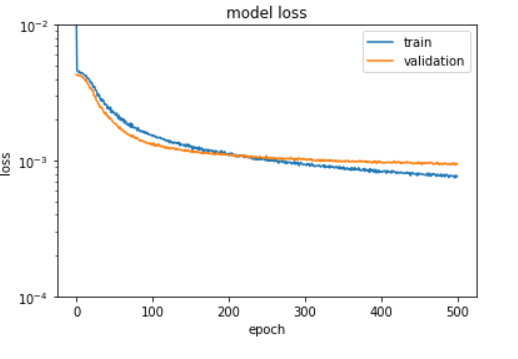 model loss
train
validation
10⁻²
10⁻³
10⁻⁴
loss
0 100 200 300 400 500
epoch